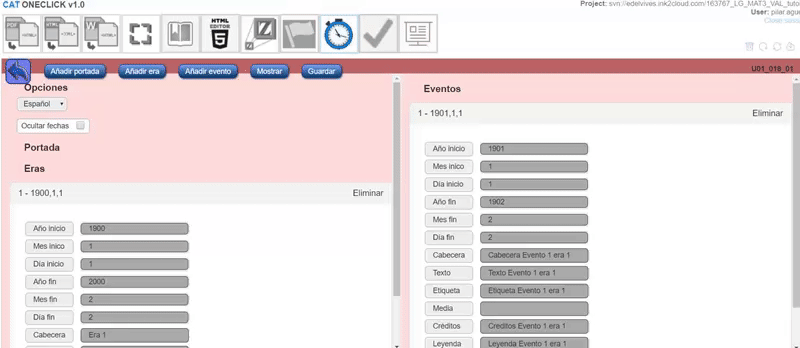 CAT ONECLICK v1.0
Project: svn://edelvives.ink2cloud.com/163767_LG_MAT3_VAL_tuto
User: pilar.ague
HTML
EDITOR
Añadir portada
Añadir era
Añadir evento
Mostrar
Guardar
U01_018_01
Opciones
Español
Ocultar fechas
Portada
Eras
1 - 1900,1,1
Eliminar
Año inicio
1900
Mes inico
1
Día inicio
1
Año fin
2000
Mes fin
2
Día fin
2
Cabecera
Era 1
Eventos
1 - 1901,1,1
Eliminar
Año inicio
1901
Mes inico
1
Día inicio
1
Año fin
1902
Mes fin
2
Día fin
2
Cabecera
Cabecera Evento 1 era 1
Texto
Texto Evento 1 era 1
Etiqueta
Etiqueta Evento 1 era 1
Media
Créditos
Creditos Evento 1 era 1
Leyenda
Leyenda Evento 1 era 1